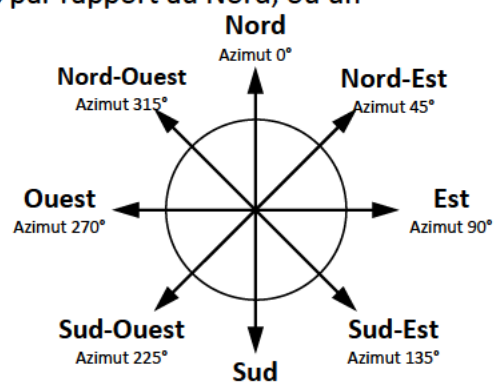 par rapport au Nord, ou un
Nord
Azimut 0°
Nord-Ouest
Azimut 315°
Nord-Est
Azimut 45°
Ouest
Azimut 270°
Est
Azimut 90°
Sud-Ouest
Azimut 225°
Sud-Est
Azimut 135°
Sud